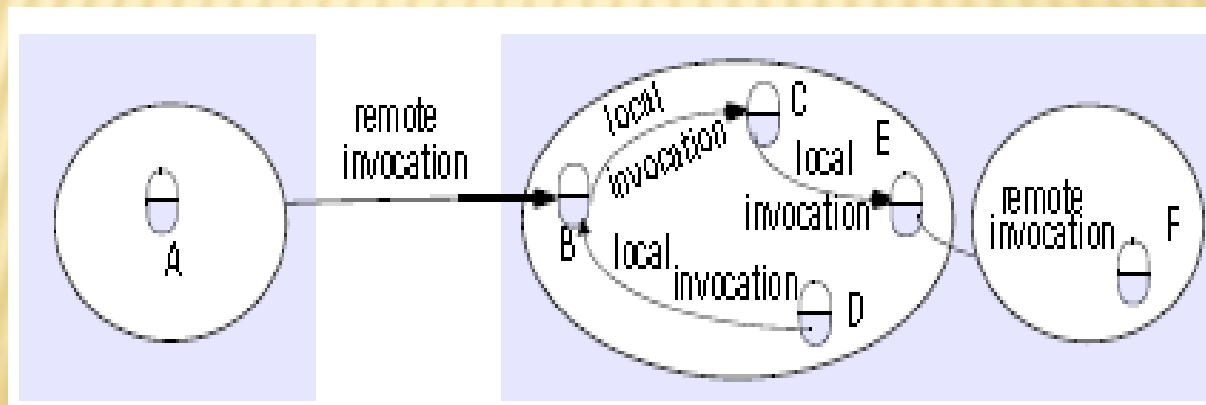 A
remote
invocation
B
local
invocation
C
local
invocation
E
local
invocation
D
remote
invocation
F